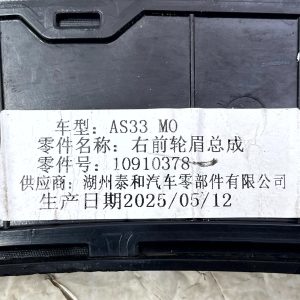 车型：AS33 MO
零件名称：右前轮眉总成
零件号：10910378
供应商：湖州泰和汽车零部件有限公司
生产日期2025/05/12